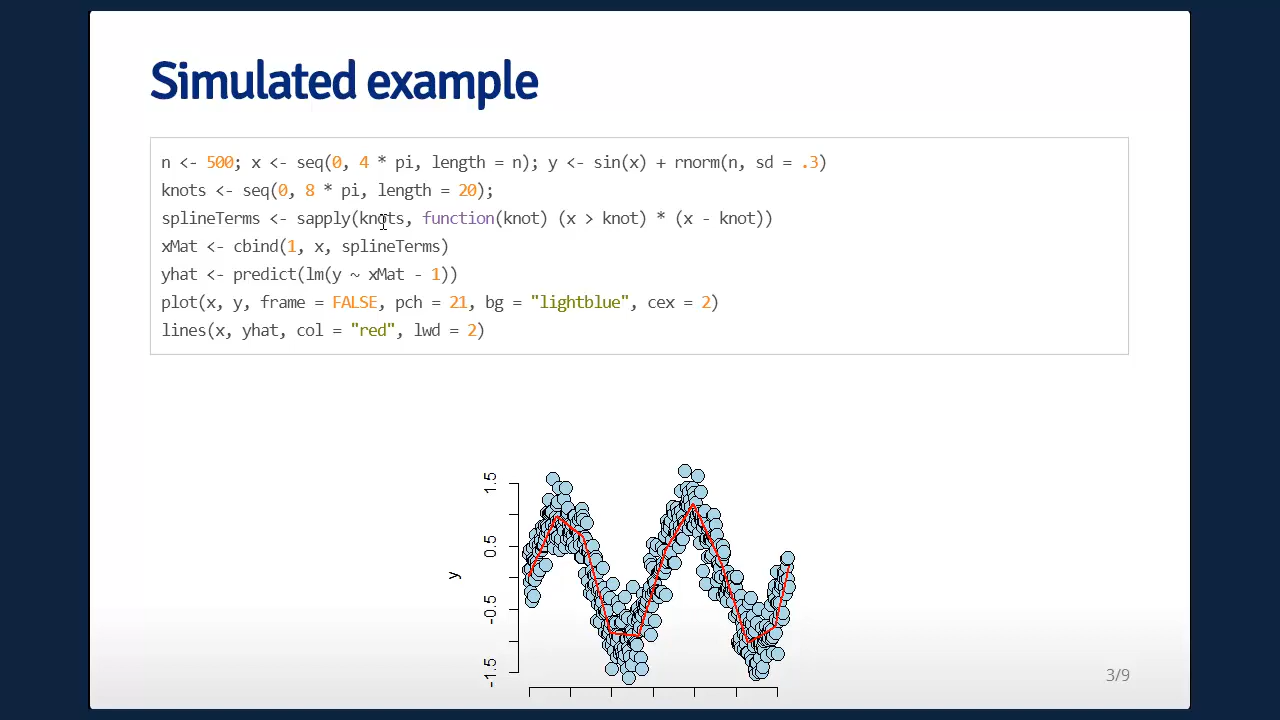 Simulated example
n <- 500; x <- seq(0, 4 * pi, length = n); y <- sin(x) + rnorm(n, sd = .3)
knots <- seq(0, 8 * pi, length = 20);
splineTerms <- sapply(knots, function(knot) (x > knot) * (x - knot))
xMat <- cbind(1, x, splineTerms)
yhat <- predict(lm(y ~ xMat - 1))
plot(x, y, frame = FALSE, pch = 21, bg = "lightblue", cex = 2)
lines(x, yhat, col = "red", lwd = 2)
1.5
0.5
y
-0.5
-1.5
3/9